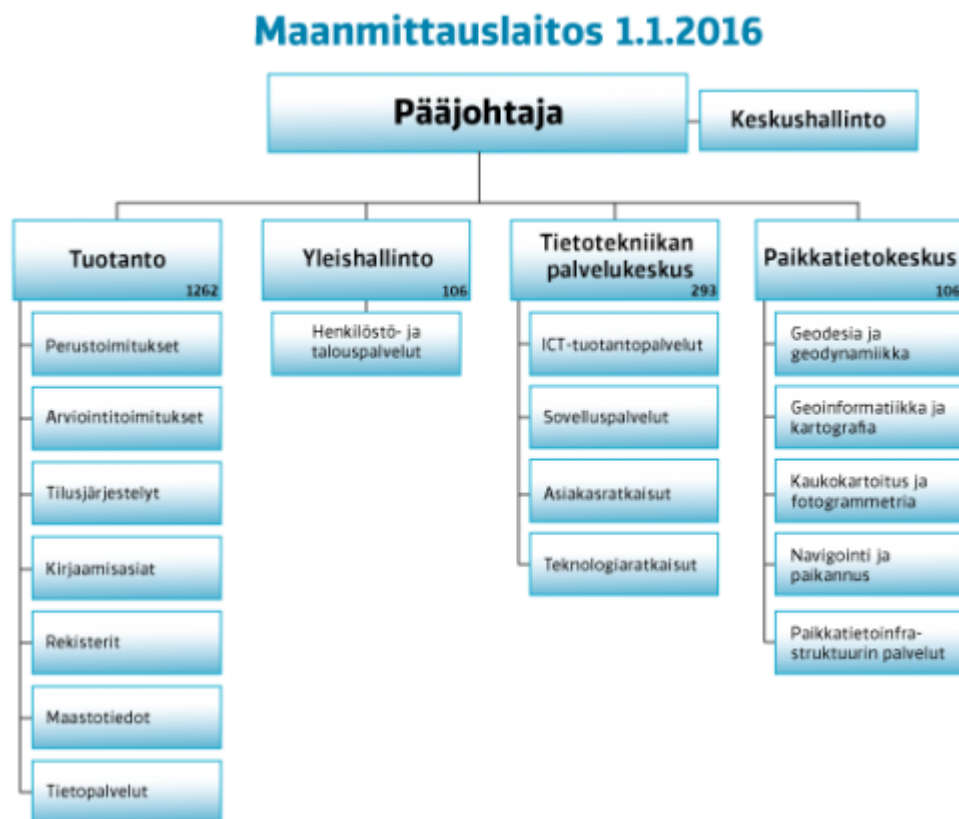 Maanmittauslaitos 1.1.2016
Pääjohtaja
Keskushallinto
Tuotanto
1262
Perustoimitukset
Arviointitoimitukset
Tilusjärjestelyt
Kirjaamisasiat
Rekisterit
Maastotiedot
Tietopalvelut
Yleishallinto
106
Henkilöstö- ja
talouspalvelut
Tietotekniikan
palvelukeskus
293
ICT-tuotantopalvelut
Sovelluspalvelut
Asiakasratkaisut
Teknologiaratkaisut
Paikkatietokeskus
106
Geodesia ja
geodynamiikka
Geoinformatiikka ja
kartografia
Kaukokartoitus ja
fotogrammetria
Navigointi ja
paikannus
Paikkatietoinfra-
struktuurin palvelut